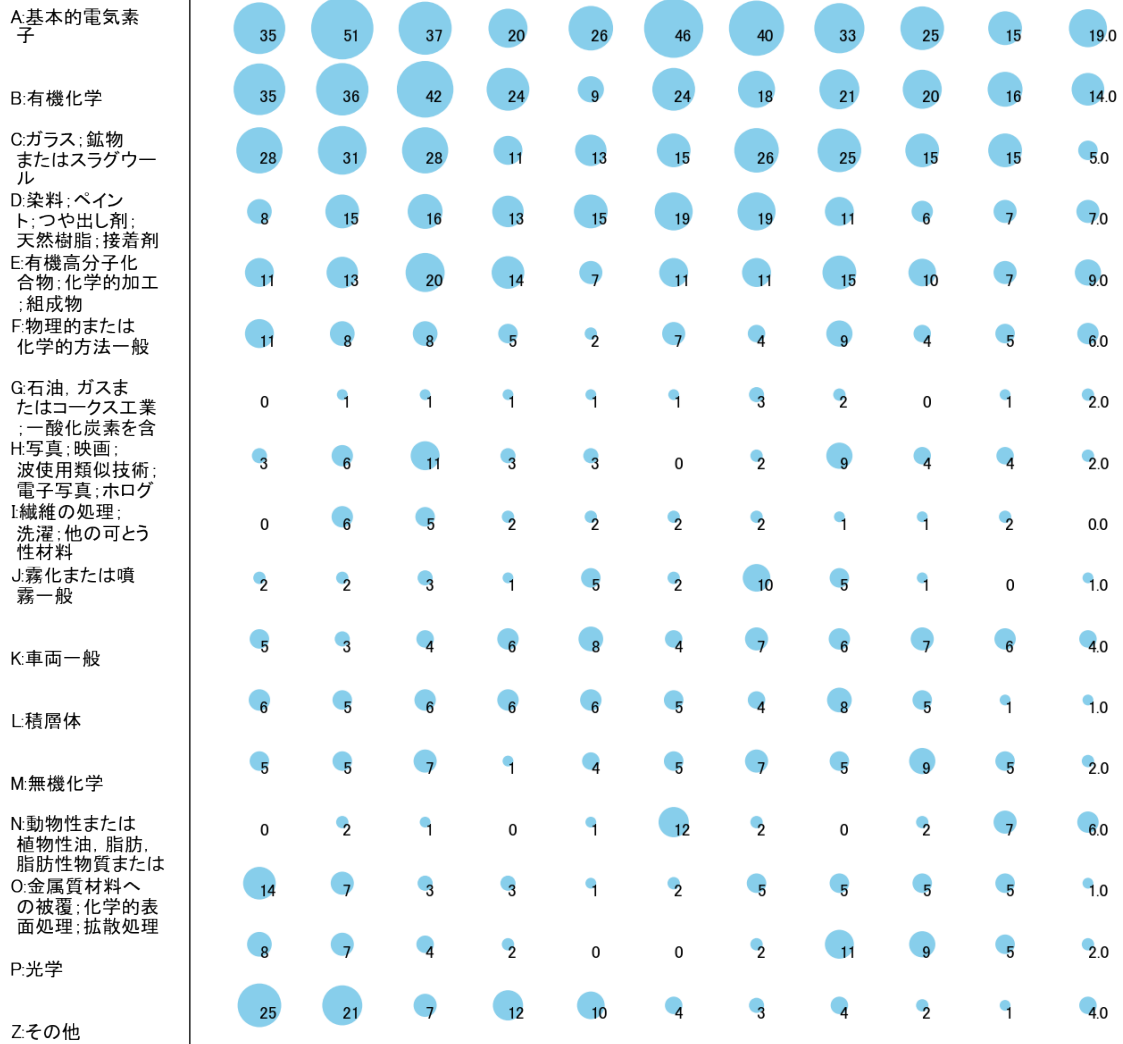 A:基本的電気素
子
35 51 37 20 26 46 40 33 25 15 19.0
B:有機化学
35 36 42 24 9 24 18 21 20 16 14.0
C:ガラス;鉱物
またはスラグウー
ル
28 31 28 11 13 15 26 25 15 15 5.0
D:染料;ペイン
ト;つや出し剤;
天然樹脂;接着剤
8 15 16 13 15 19 19 11 6 7 7.0
E:有機高分子化
合物;化学的加工
;組成物
11 13 20 14 7 11 11 15 10 7 9.0
F:物理的または
化学的方法一般
11 8 8 5 2 7 4 9 4 5 6.0
G:石油, ガスま
たはコークス工業
;一酸化炭素を含
0 1 1 1 1 1 3 2 0 1 2.0
H:写真;映画;
波使用類似技術;
電子写真;ホログ
3 6 11 3 3 0 2 9 4 4 2.0
I:繊維の処理;
洗濯;他の可とう
性材料
0 6 5 2 2 2 2 1 1 2 0.0
J:霧化または噴
霧一般
2 2 3 1 5 2 10 5 1 0 1.0
K:車両一般
5 3 4 6 8 4 7 6 7 6 4.0
L:積層体
6 5 6 6 6 5 4 8 5 1 1.0
M:無機化学
5 5 7 1 4 5 7 5 9 5 2.0
N:動物性または
植物性油, 脂肪,
脂肪性物質または
0 2 1 0 1 12 2 0 2 7 6.0
O:金属質材料へ
の被覆;化学的表
面処理;拡散処理
14 7 3 3 1 2 5 5 5 5 1.0
P:光学
8 7 4 2 0 0 2 11 9 5 2.0
Z:その他
25 21 7 12 10 4 3 4 2 1 4.0